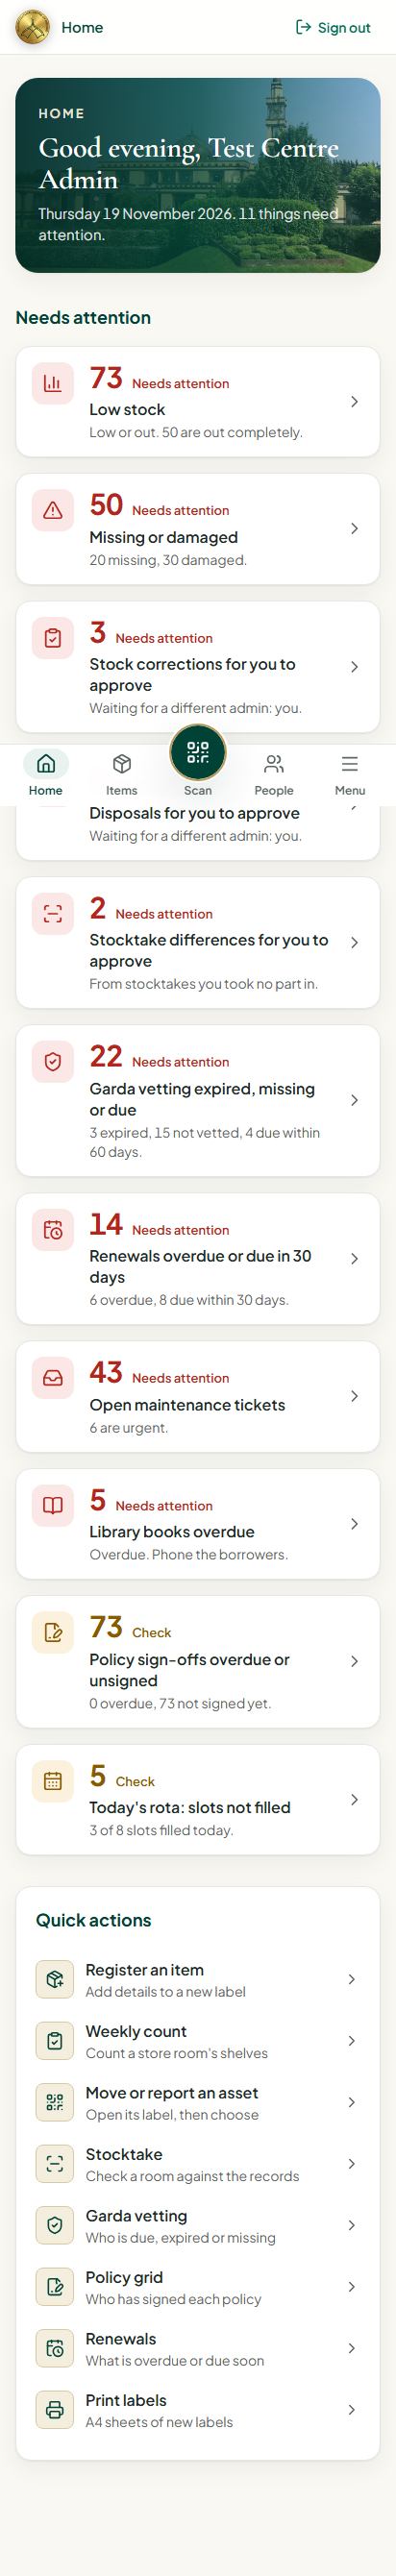 Home
Sign out
HOME
Good evening, Test Centre
Admin
Thursday 19 November 2026. 11 things need
attention.
Needs attention
73 Needs attention
Low stock
Low or out. 50 are out completely.
50 Needs attention
Missing or damaged
20 missing, 30 damaged.
3 Needs attention
Stock corrections for you to
approve
Waiting for a different admin: you.
Home
Items
Scan
People
Menu
Disposals for you to approve
Waiting for a different admin: you.
2 Needs attention
Stocktake differences for you to
approve
From stocktakes you took no part in.
22 Needs attention
Garda vetting expired, missing
or due
3 expired, 15 not vetted, 4 due within
60 days.
14 Needs attention
Renewals overdue or due in 30
days
6 overdue, 8 due within 30 days.
43 Needs attention
Open maintenance tickets
6 are urgent.
5 Needs attention
Library books overdue
Overdue. Phone the borrowers.
73 Check
Policy sign-offs overdue or
unsigned
0 overdue, 73 not signed yet.
5 Check
Today's rota: slots not filled
3 of 8 slots filled today.
Quick actions
Register an item
Add details to a new label
Weekly count
Count a store room's shelves
Move or report an asset
Open its label, then choose
Stocktake
Check a room against the records
Garda vetting
Who is due, expired or missing
Policy grid
Who has signed each policy
Renewals
What is overdue or due soon
Print labels
A4 sheets of new labels